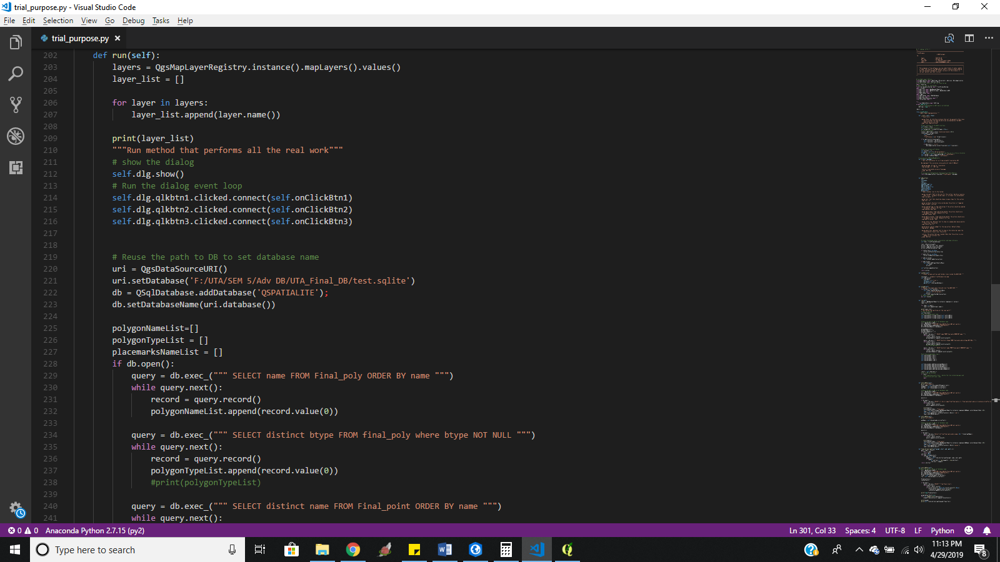 trial_purpose.py - Visual Studio Code
File Edit Selection View Go Debug Tasks Help
trial_purpose.py ×
202 def run(self):
203 layers = QgsMapLayerRegistry.instance().mapLayers().values()
204 layer_list = []
205
206 for layer in layers:
207 layer_list.append(layer.name())
208
209 print(layer_list)
210 """Run method that performs all the real work"""
211 # show the dialog
212 self.dlg.show()
213 # Run the dialog event loop
214 self.dlg.qlkbtn1.clicked.connect(self.onClickBtn1)
215 self.dlg.qlkbtn2.clicked.connect(self.onClickBtn2)
216 self.dlg.qlkbtn3.clicked.connect(self.onClickBtn3)
217
218
219 # Reuse the path to DB to set database name
220 uri = QgsDataSourceURI()
221 uri.setDatabase('F:/UTA/SEM 5/Adv DB/UTA_Final_DB/test.sqlite')
222 db = QSqlDatabase.addDatabase('QSPATIALITE');
223 db.setDatabaseName(uri.database())
224
225 polygonNameList=[]
226 polygonTypeList = []
227 placemarksNameList = []
228 if db.open():
229 query = db.exec_(""" SELECT name FROM Final_poly ORDER BY name """)
230 while query.next():
231 record = query.record()
232 polygonNameList.append(record.value(0))
233
234 query = db.exec_(""" SELECT distinct btype FROM final_poly where btype NOT NULL """)
235 while query.next():
236 record = query.record()
237 polygonTypeList.append(record.value(0))
238 #print(polygonTypeList)
239
240 query = db.exec_(""" SELECT distinct name FROM Final_point ORDER BY name """)
241 while query.next():
0 0 Anaconda Python 2.7.15 (py2) Ln 301, Col 33 Spaces: 4 UTF-8 LF Python
Type here to search
11:13 PM
4/29/2019
8